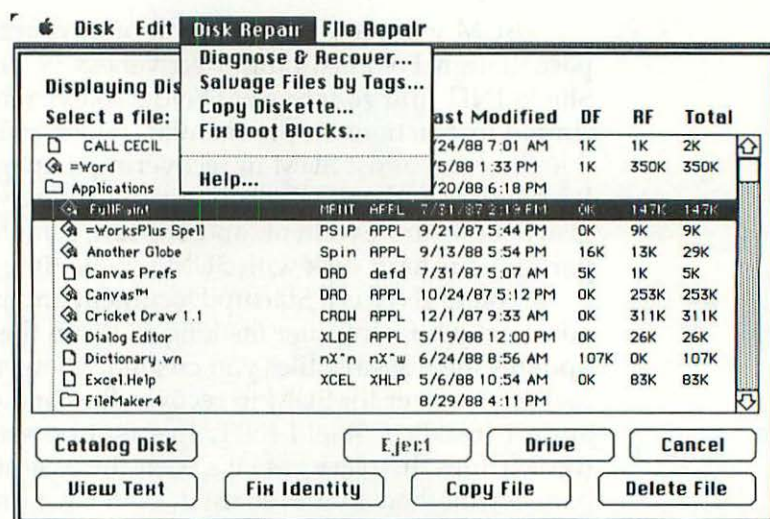 Disk Edit Disk Repair File Repair
Diagnose & Recover...
Salvage Files by Tags...
Copy Diskette...
Fix Boot Blocks...
Help...
Displaying Dis
Select a file: ast Modified DF RF Total
CALL CECIL /24/88 7:01 AM 1K 1K 2K
=Word /5/88 1:33 PM 1K 350K 350K
Applications /20/88 6:18 PM
FullPaint MPNT APPL 7/31/87 2:19 PM 0K 147K 147K
=WorksPlus Spell PSIP APPL 9/21/87 5:44 PM 0K 9K 9K
Another Globe Spin APPL 9/13/88 5:54 PM 16K 13K 29K
Canvas Prefs DAD defd 7/31/87 5:07 AM 5K 1K 5K
Canvas™ DAD APPL 10/24/87 5:12 PM 0K 253K 253K
Cricket Draw 1.1 CRDW APPL 12/1/87 9:33 AM 0K 311K 311K
Dialog Editor XLDE APPL 5/19/88 12:00 PM 0K 26K 26K
Dictionary.wn nX^n nX^w 6/24/88 8:56 AM 107K 0K 107K
Excel.Help XCEL XHLP 5/6/88 10:54 AM 0K 83K 83K
FileMaker4 8/29/88 4:11 PM
Catalog Disk Eject Drive Cancel
View Text Fix Identity Copy File Delete File